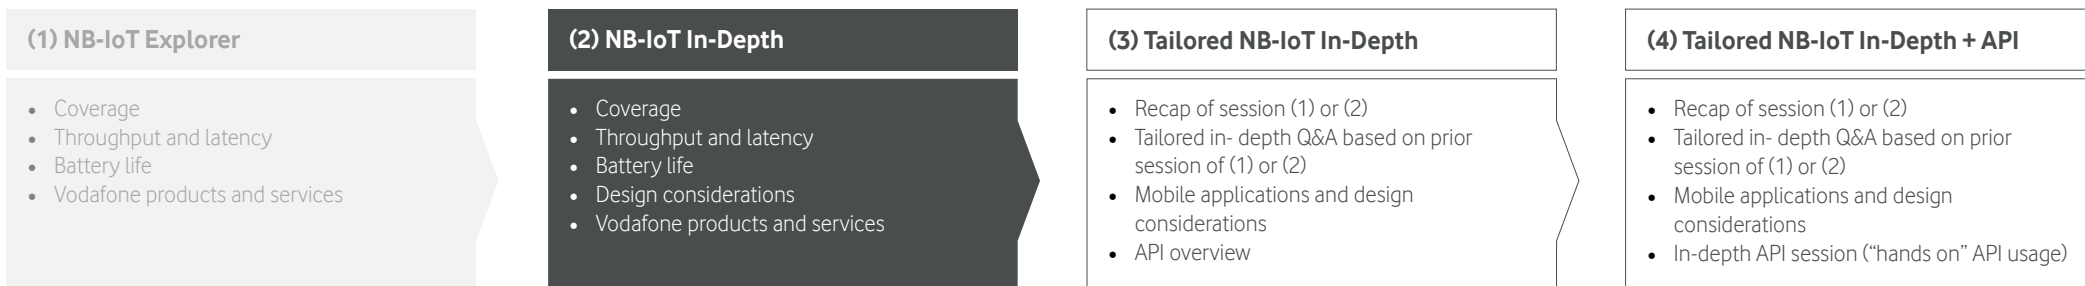 (1) NB-IoT Explorer
• Coverage
• Throughput and latency
• Battery life
• Vodafone products and services
(2) NB-IoT In-Depth
• Coverage
• Throughput and latency
• Battery life
• Design considerations
• Vodafone products and services
(3) Tailored NB-IoT In-Depth
• Recap of session (1) or (2)
• Tailored in- depth Q&A based on prior
session of (1) or (2)
• Mobile applications and design
considerations
• API overview
(4) Tailored NB-IoT In-Depth + API
• Recap of session (1) or (2)
• Tailored in- depth Q&A based on prior
session of (1) or (2)
• Mobile applications and design
considerations
• In-depth API session (“hands on” API usage)